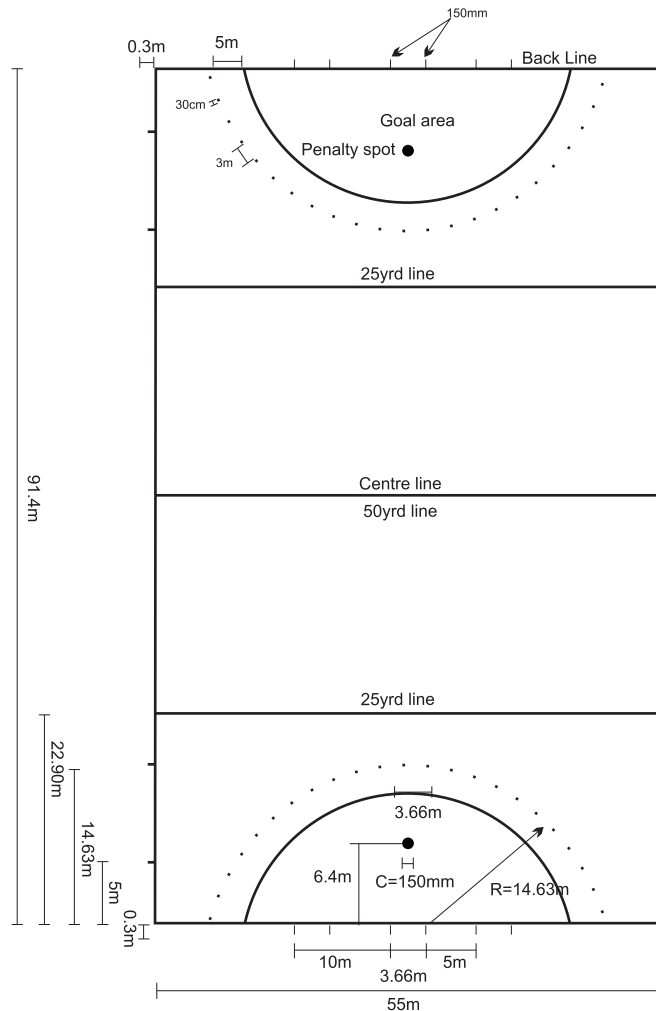 150mm
0.3m
5m
Back Line
30cm
Goal area
Penalty spot
3m
25yrd line
91.4m
Centre line
50yrd line
25yrd line
22.90m
3.66m
14.63m
6.4m
C=150mm
R=14.63m
5m
0.3m
10m
5m
3.66m
55m